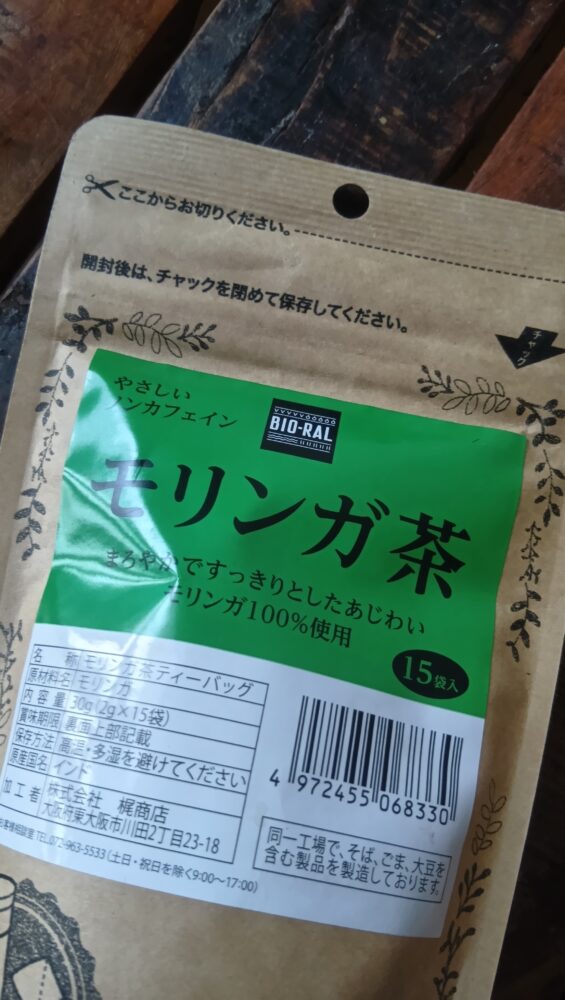 ここからお切りください。
開封後は、チャックを閉めて保存してください。
チャック
やさしい
ノンカフェイン
BIO-RAL
モリンガ茶
まろやかですっきりとしたあじわい
モリンガ100%使用
15袋入
名 称 モリンガ茶ティーバッグ
原材料名 モリンガ
内容量 30g(2g×15袋)
賞味期限 裏面上部記載
保存方法 高温・多湿を避けてください
原産国名 インド
加工者 株式会社 梶商店
大阪府東大阪市川田2丁目23-18
お客様相談室 TEL.072-963-5533(土日・祝日を除く9:00~17:00)
4 972455 068330
同一工場で、そば、ごま、大豆を
含む製品を製造しております。